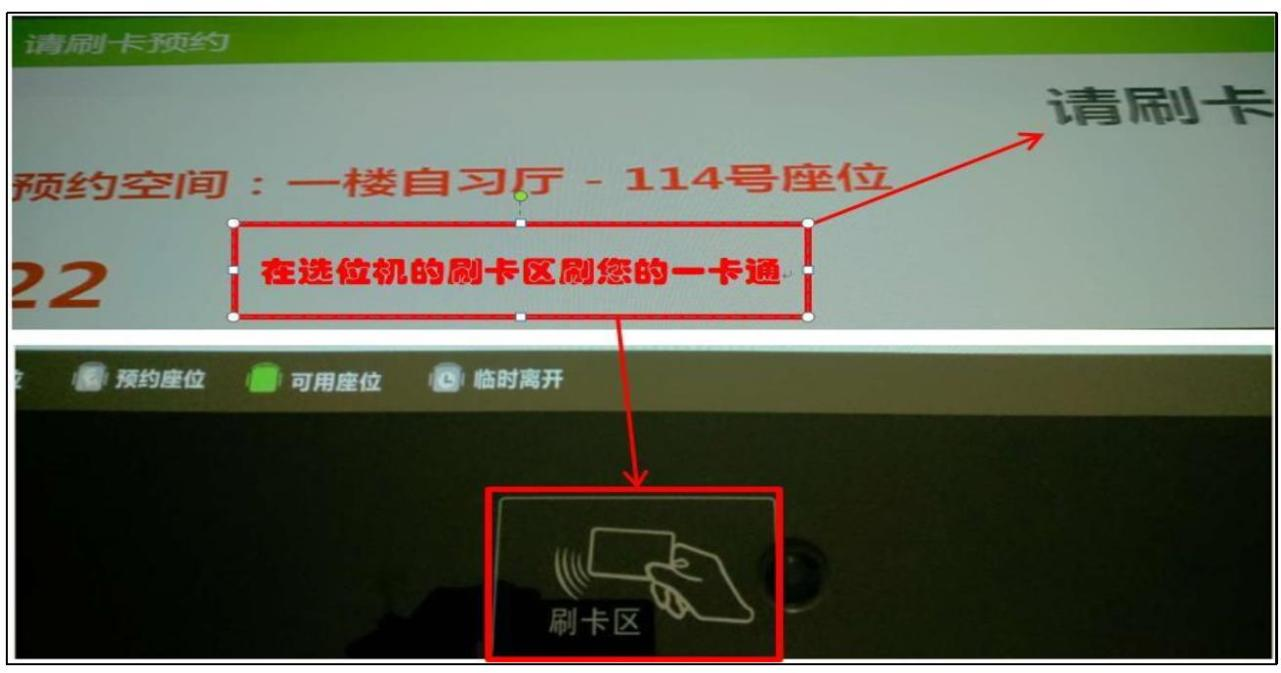 请刷卡预约
请刷卡
预约空间：一楼自习厅 - 114号座位
22
在选位机的刷卡区刷您的一卡通
预约座位 可用座位 临时离开
刷卡区